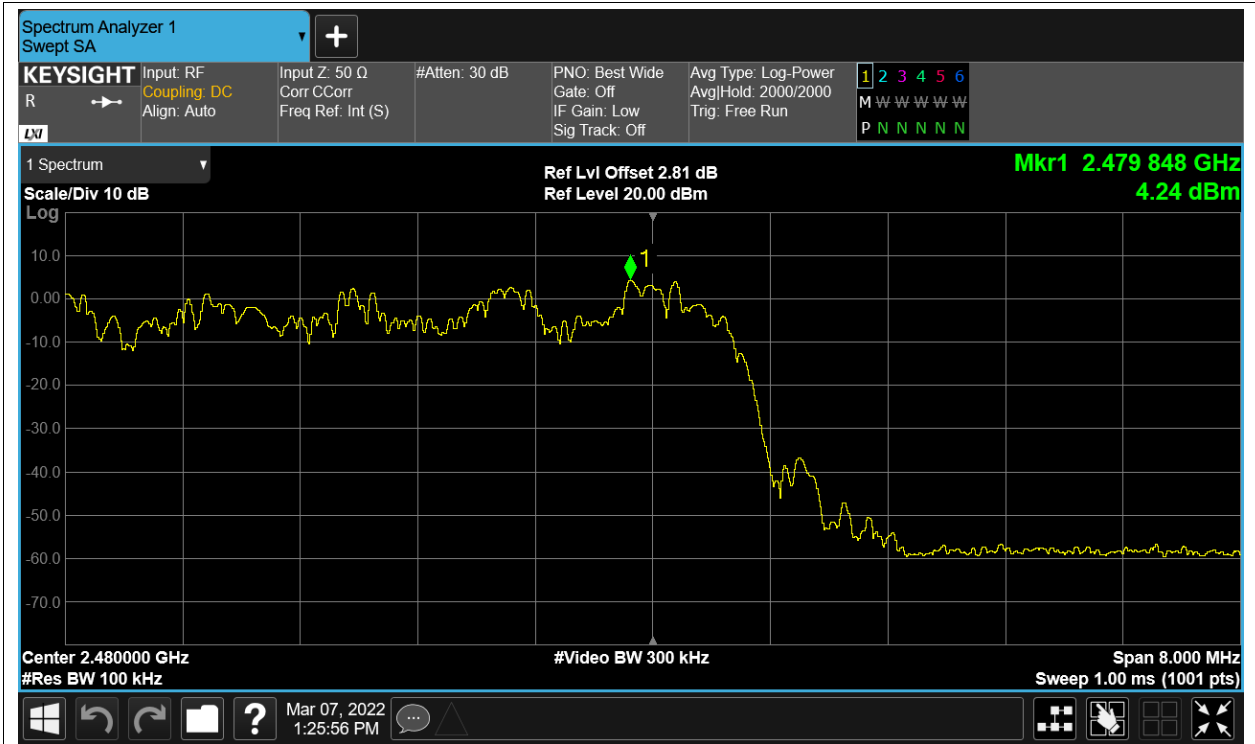 Spectrum Analyzer 1
Swept SA
+
KEYSIGHT
R
LXI
Input: RF
Coupling: DC
Align: Auto
Input Z: 50 Ω
Corr CCorr
Freq Ref: Int (S)
#Atten: 30 dB
PNO: Best Wide
Gate: Off
IF Gain: Low
Sig Track: Off
Avg Type: Log-Power
Avg|Hold: 2000/2000
Trig: Free Run
1 2 3 4 5 6
M W W W W W
P N N N N N
1 Spectrum
Scale/Div 10 dB
Log
Ref Lvl Offset 2.81 dB
Ref Level 20.00 dBm
Mkr1 2.479 848 GHz
4.24 dBm
1
10.0
0.00
-10.0
-20.0
-30.0
-40.0
-50.0
-60.0
-70.0
Center 2.480000 GHz
#Res BW 100 kHz
#Video BW 300 kHz
Span 8.000 MHz
Sweep 1.00 ms (1001 pts)
?
Mar 07, 2022
1:25:56 PM